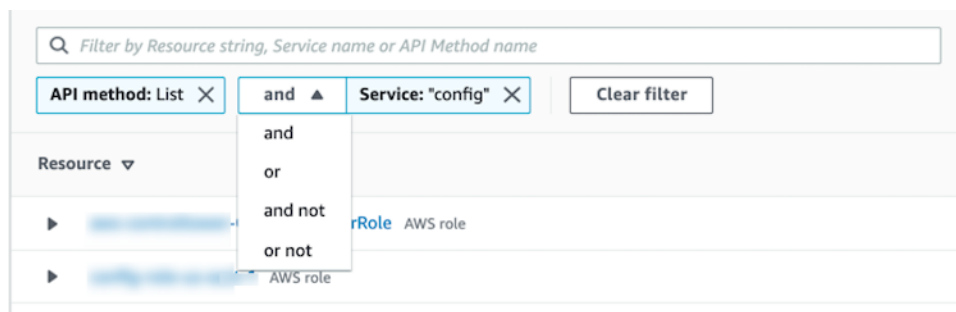 Filter by Resource string, Service name or API Method name
API method: List and Service: "config" Clear filter
and
Resource
or
and not
rRole AWS role
or not
AWS role